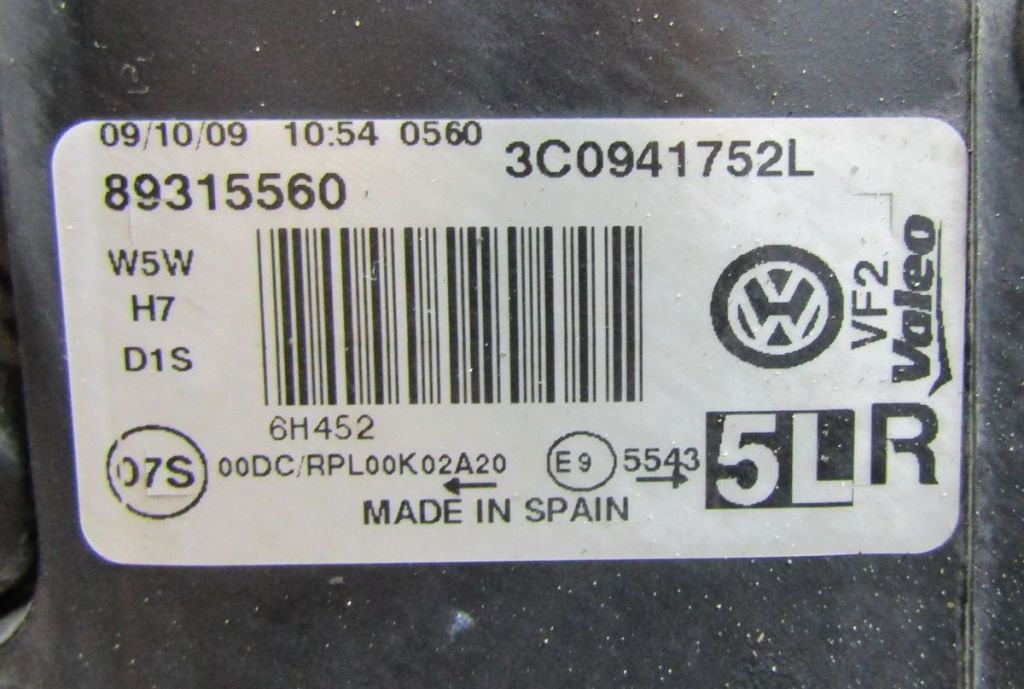 09/10/09 10:54 0560
3C0941752L
89315560
W5W
H7
D1S
6H452
VF2
Valeo
07S
00DC/RPL00K02A20
E9
5543
5L
R
MADE IN SPAIN